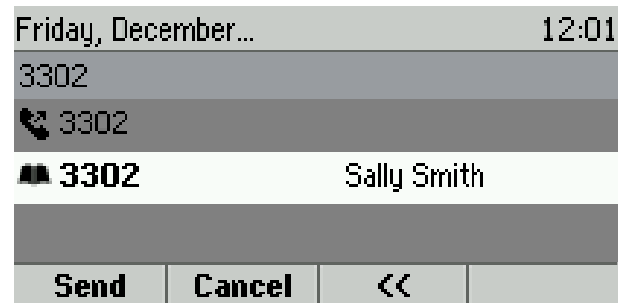 Friday, December... 12:01
3302
3302
3302 Sally Smith
Send Cancel <<